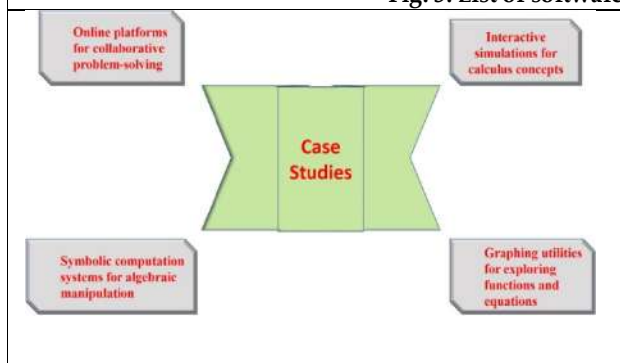 Online platforms
for collaborative
problem-solving
Interactive
simulations for
calculus concepts
Case
Studies
Symbolic computation
systems for algebraic
manipulation
Graphing utilities
for exploring
functions and
equations